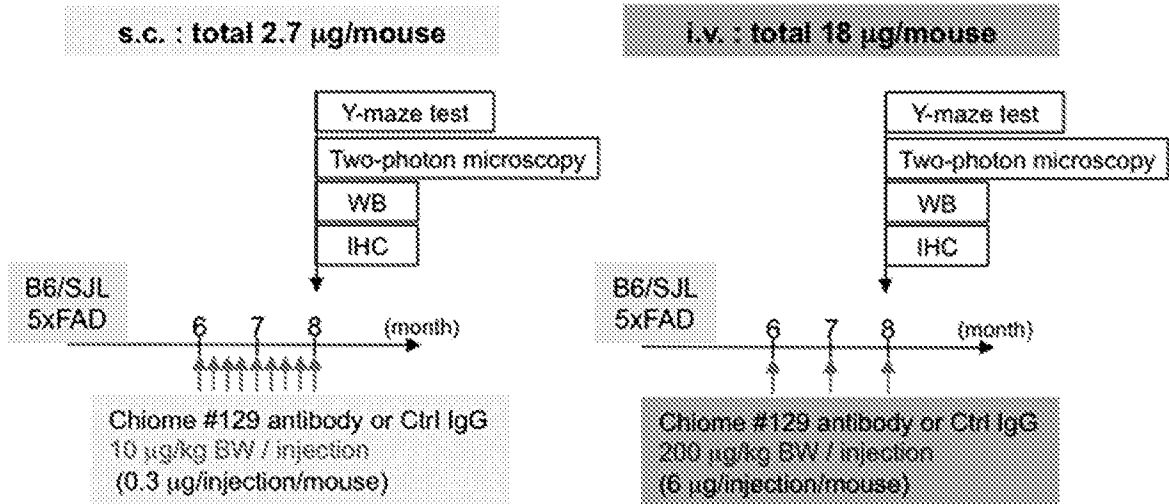 s.c. : total 2.7 μg/mouse
Y-maze test
Two-photon microscopy
WB
IHC
B6/SJL
5xFAD
6 7 8 (month)
Chiome #129 antibody or Ctrl IgG
10 μg/kg BW / injection
(0.3 μg/injection/mouse)
i.v. : total 18 μg/mouse
Y-maze test
Two-photon microscopy
WB
IHC
B6/SJL
5xFAD
6 7 8 (month)
Chiome #129 antibody or Ctrl IgG
200 μg/kg BW / injection
(6 μg/injection/mouse)